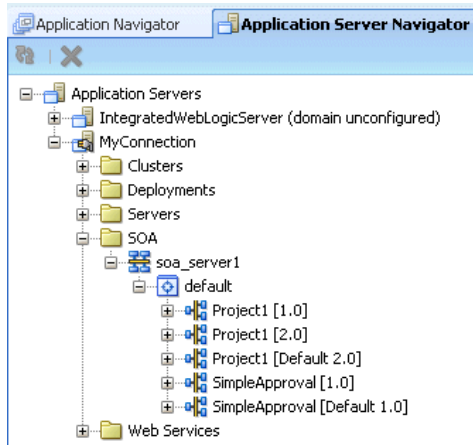 Application Navigator
Application Server Navigator
Application Servers
IntegratedWebLogicServer (domain unconfigured)
MyConnection
Clusters
Deployments
Servers
SOA
soa_server1
default
Project1 [1.0]
Project1 [2.0]
Project1 [Default 2.0]
SimpleApproval [1.0]
SimpleApproval [Default 1.0]
Web Services